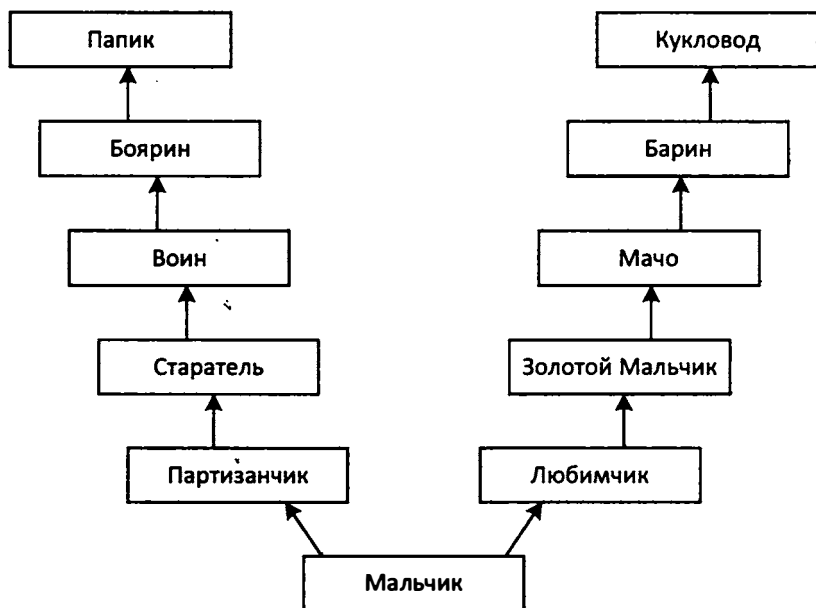 Папик
Кукловод
Боярин
Барин
Воин
Мачо
Старатель
Золотой Мальчик
Партизанчик
Любимчик
Мальчик